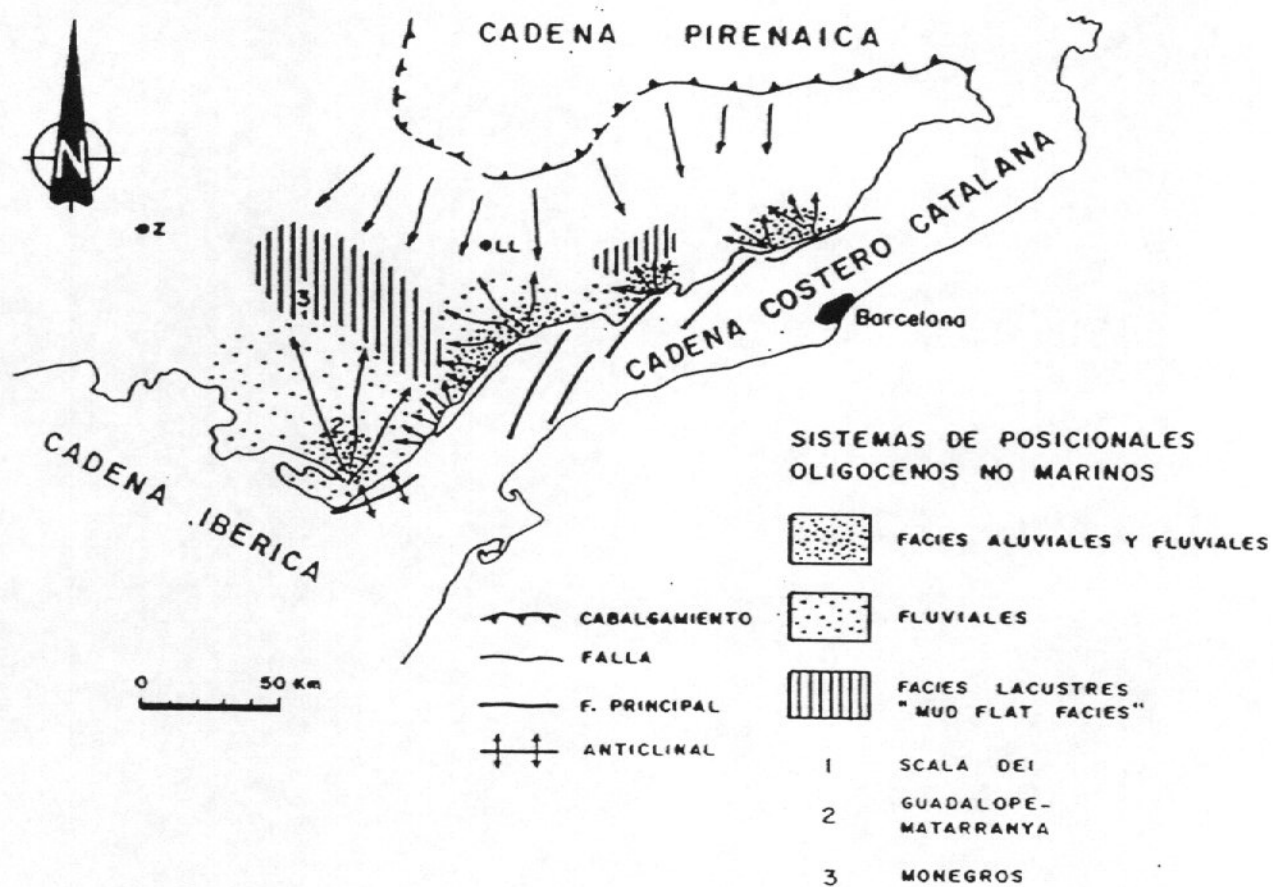 CADENA PIRENAICA
N
Z
LL
3
2
CADENA COSTERO CATALANA
Barcelona
CADENA IBERICA
0 50 Km
CABALGAMIENTO
FALLA
F. PRINCIPAL
ANTICLINAL
SISTEMAS DE POSICIONALES
OLIGOCENOS NO MARINOS
FACIES ALUVIALES Y FLUVIALES
FLUVIALES
FACIES LACUSTRES
"MUD FLAT FACIES"
1 SCALA DEI
2 GUADALOPE-
MATARRANYA
3 MONEGROS